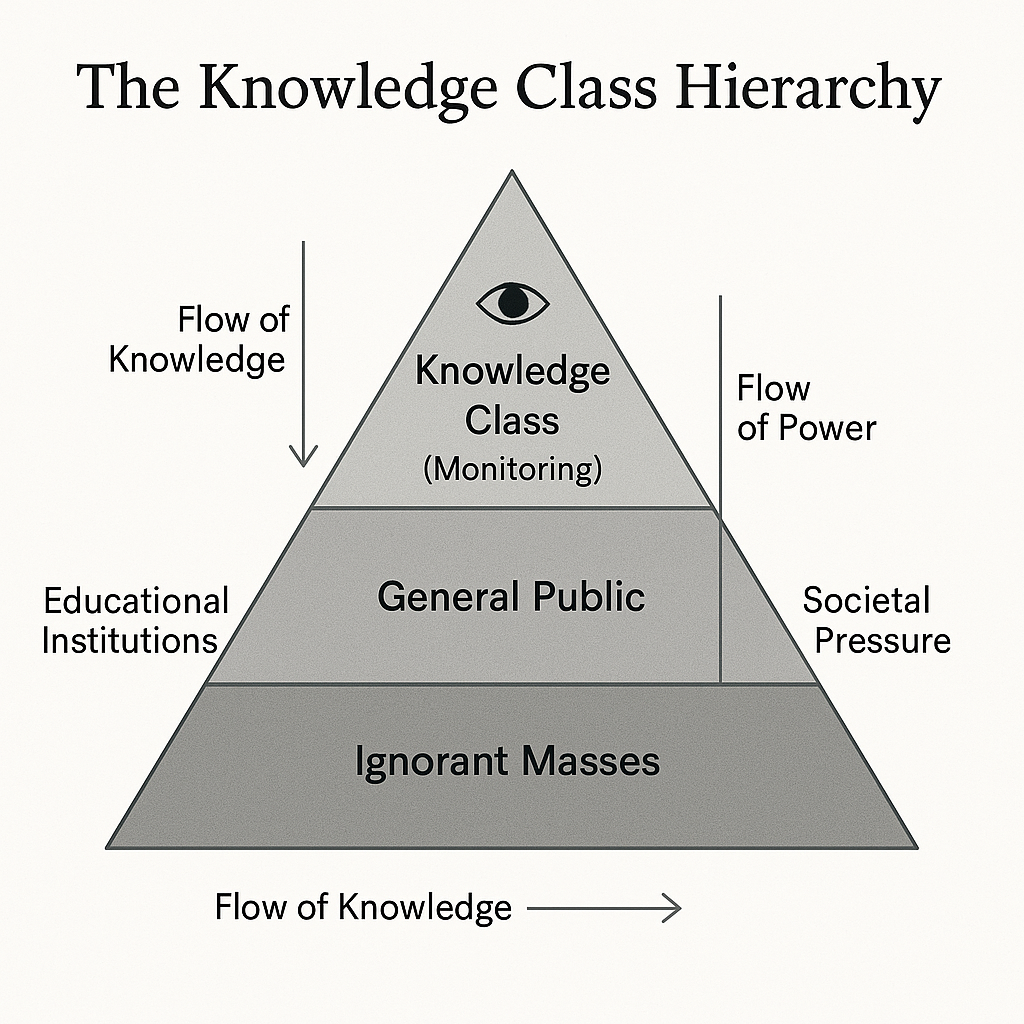 The Knowledge Class Hierarchy
Flow of
Knowledge
Knowledge
Class
(Monitoring)
Flow
of Power
General Public
Educational
Institutions
Societal
Pressure
Ignorant Masses
Flow of Knowledge